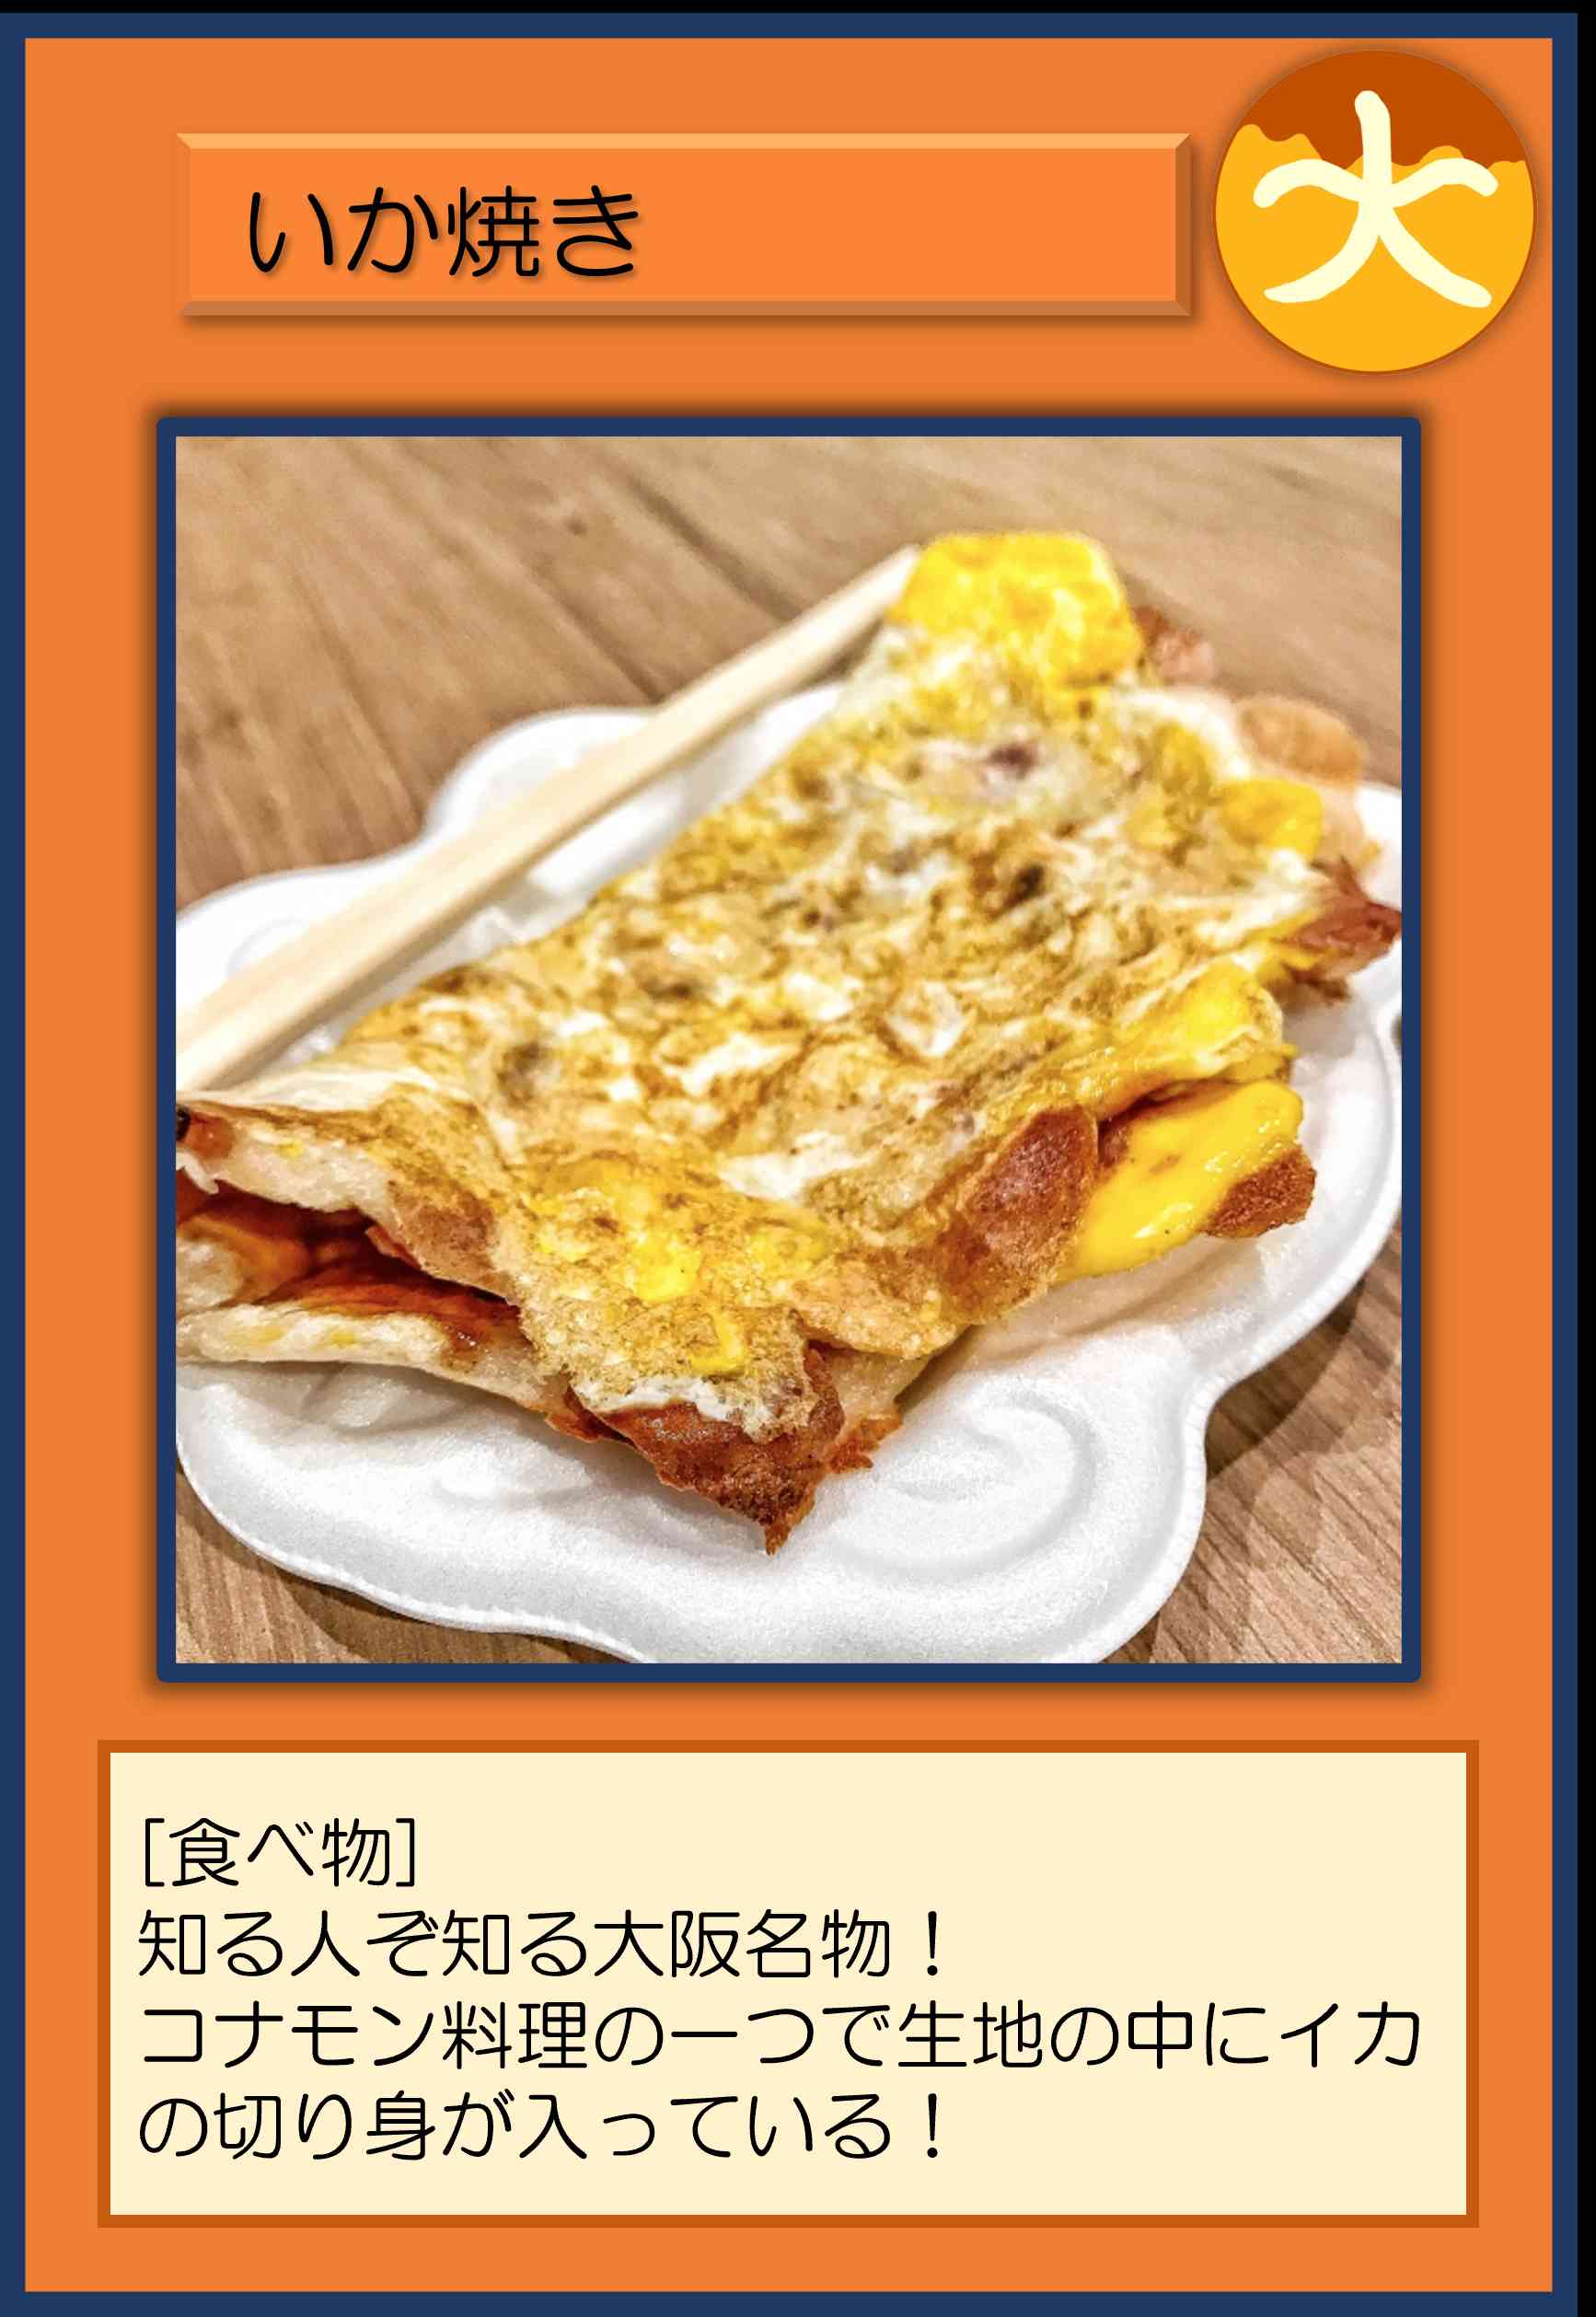 いか焼き
大
[食べ物]
知る人ぞ知る大阪名物！
コナモン料理の一つで生地の中にイカ
の切り身が入っている！